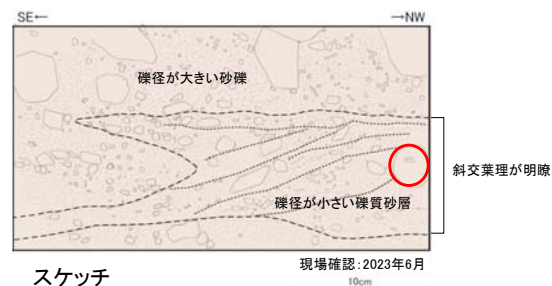 SE← →NW
礫径が大きい砂礫
斜交葉理が明瞭
礫径が小さい礫質砂層
現場確認:2023年6月
スケッチ
10cm